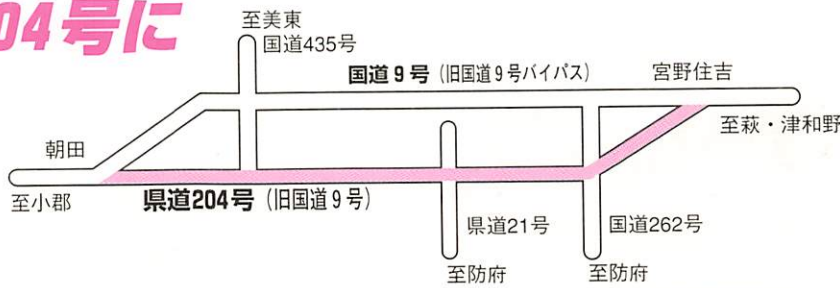 04号に
至美東
国道435号
国道9号（旧国道9号バイパス）
宮野住吉
至萩・津和野
朝田
至小郡
県道204号（旧国道9号）
県道21号
国道262号
至防府
至防府